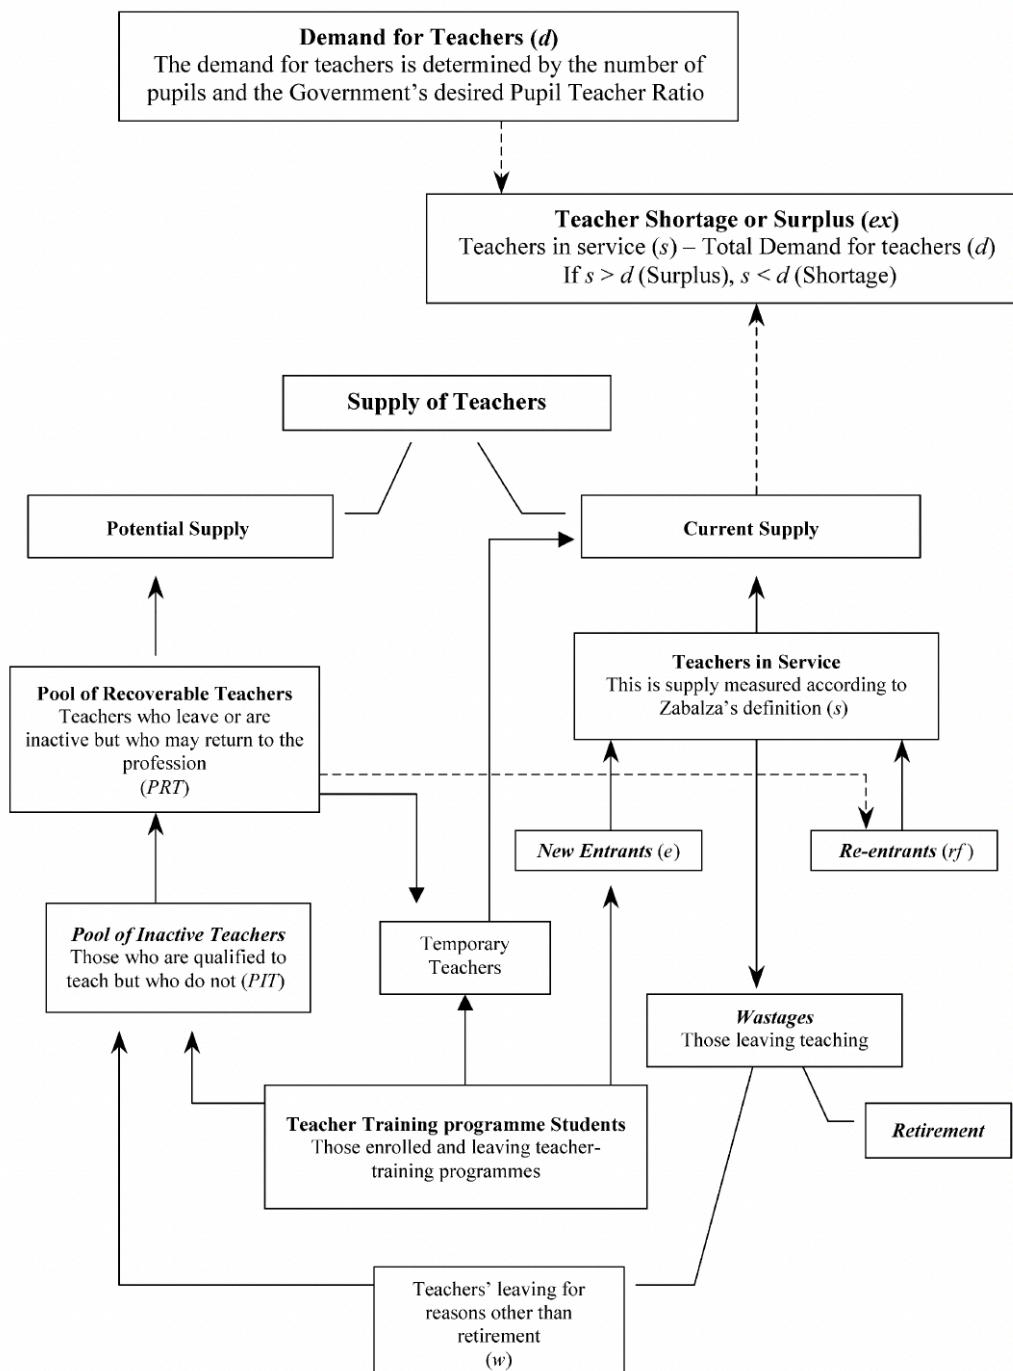 Demand for Teachers (d)
The demand for teachers is determined by the number of
pupils and the Government's desired Pupil Teacher Ratio
Teacher Shortage or Surplus (ex)
Teachers in service (s) – Total Demand for teachers (d)
If s > d (Surplus), s < d (Shortage)
Supply of Teachers
Potential Supply
Current Supply
Teachers in Service
This is supply measured according to
Zabalza's definition (s)
Pool of Recoverable Teachers
Teachers who leave or are
inactive but who may return to the
profession
(PRT)
New Entrants (e)
Re-entrants (rf)
Pool of Inactive Teachers
Those who are qualified to
teach but who do not (PIT)
Temporary
Teachers
Wastages
Those leaving teaching
Teacher Training programme Students
Those enrolled and leaving teacher-
training programmes
Retirement
Teachers' leaving for
reasons other than
retirement
(w)